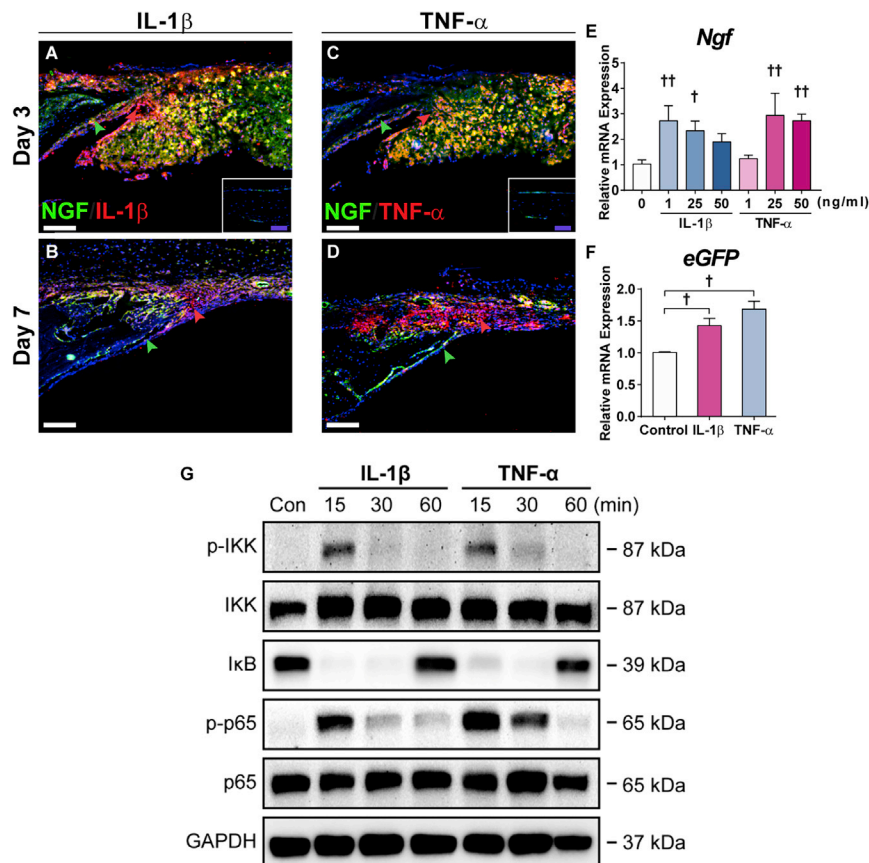 IL-1β TNF-α
Day 3
A
NGF/IL-1β
C
NGF/TNF-α
Day 7
B
D
E
Ngf
Relative mRNA Expression
5
4
3
2
1
0
†† † †† ††
0 1 25 50 1 25 50 (ng/ml)
IL-1β TNF-α
F
eGFP
Relative mRNA Expression
2.0
1.5
1.0
0.5
0.0
†
†
Control IL-1β TNF-α
G
IL-1β TNF-α
Con 15 30 60 15 30 60 (min)
p-IKK – 87 kDa
IKK – 87 kDa
IκB – 39 kDa
p-p65 – 65 kDa
p65 – 65 kDa
GAPDH – 37 kDa